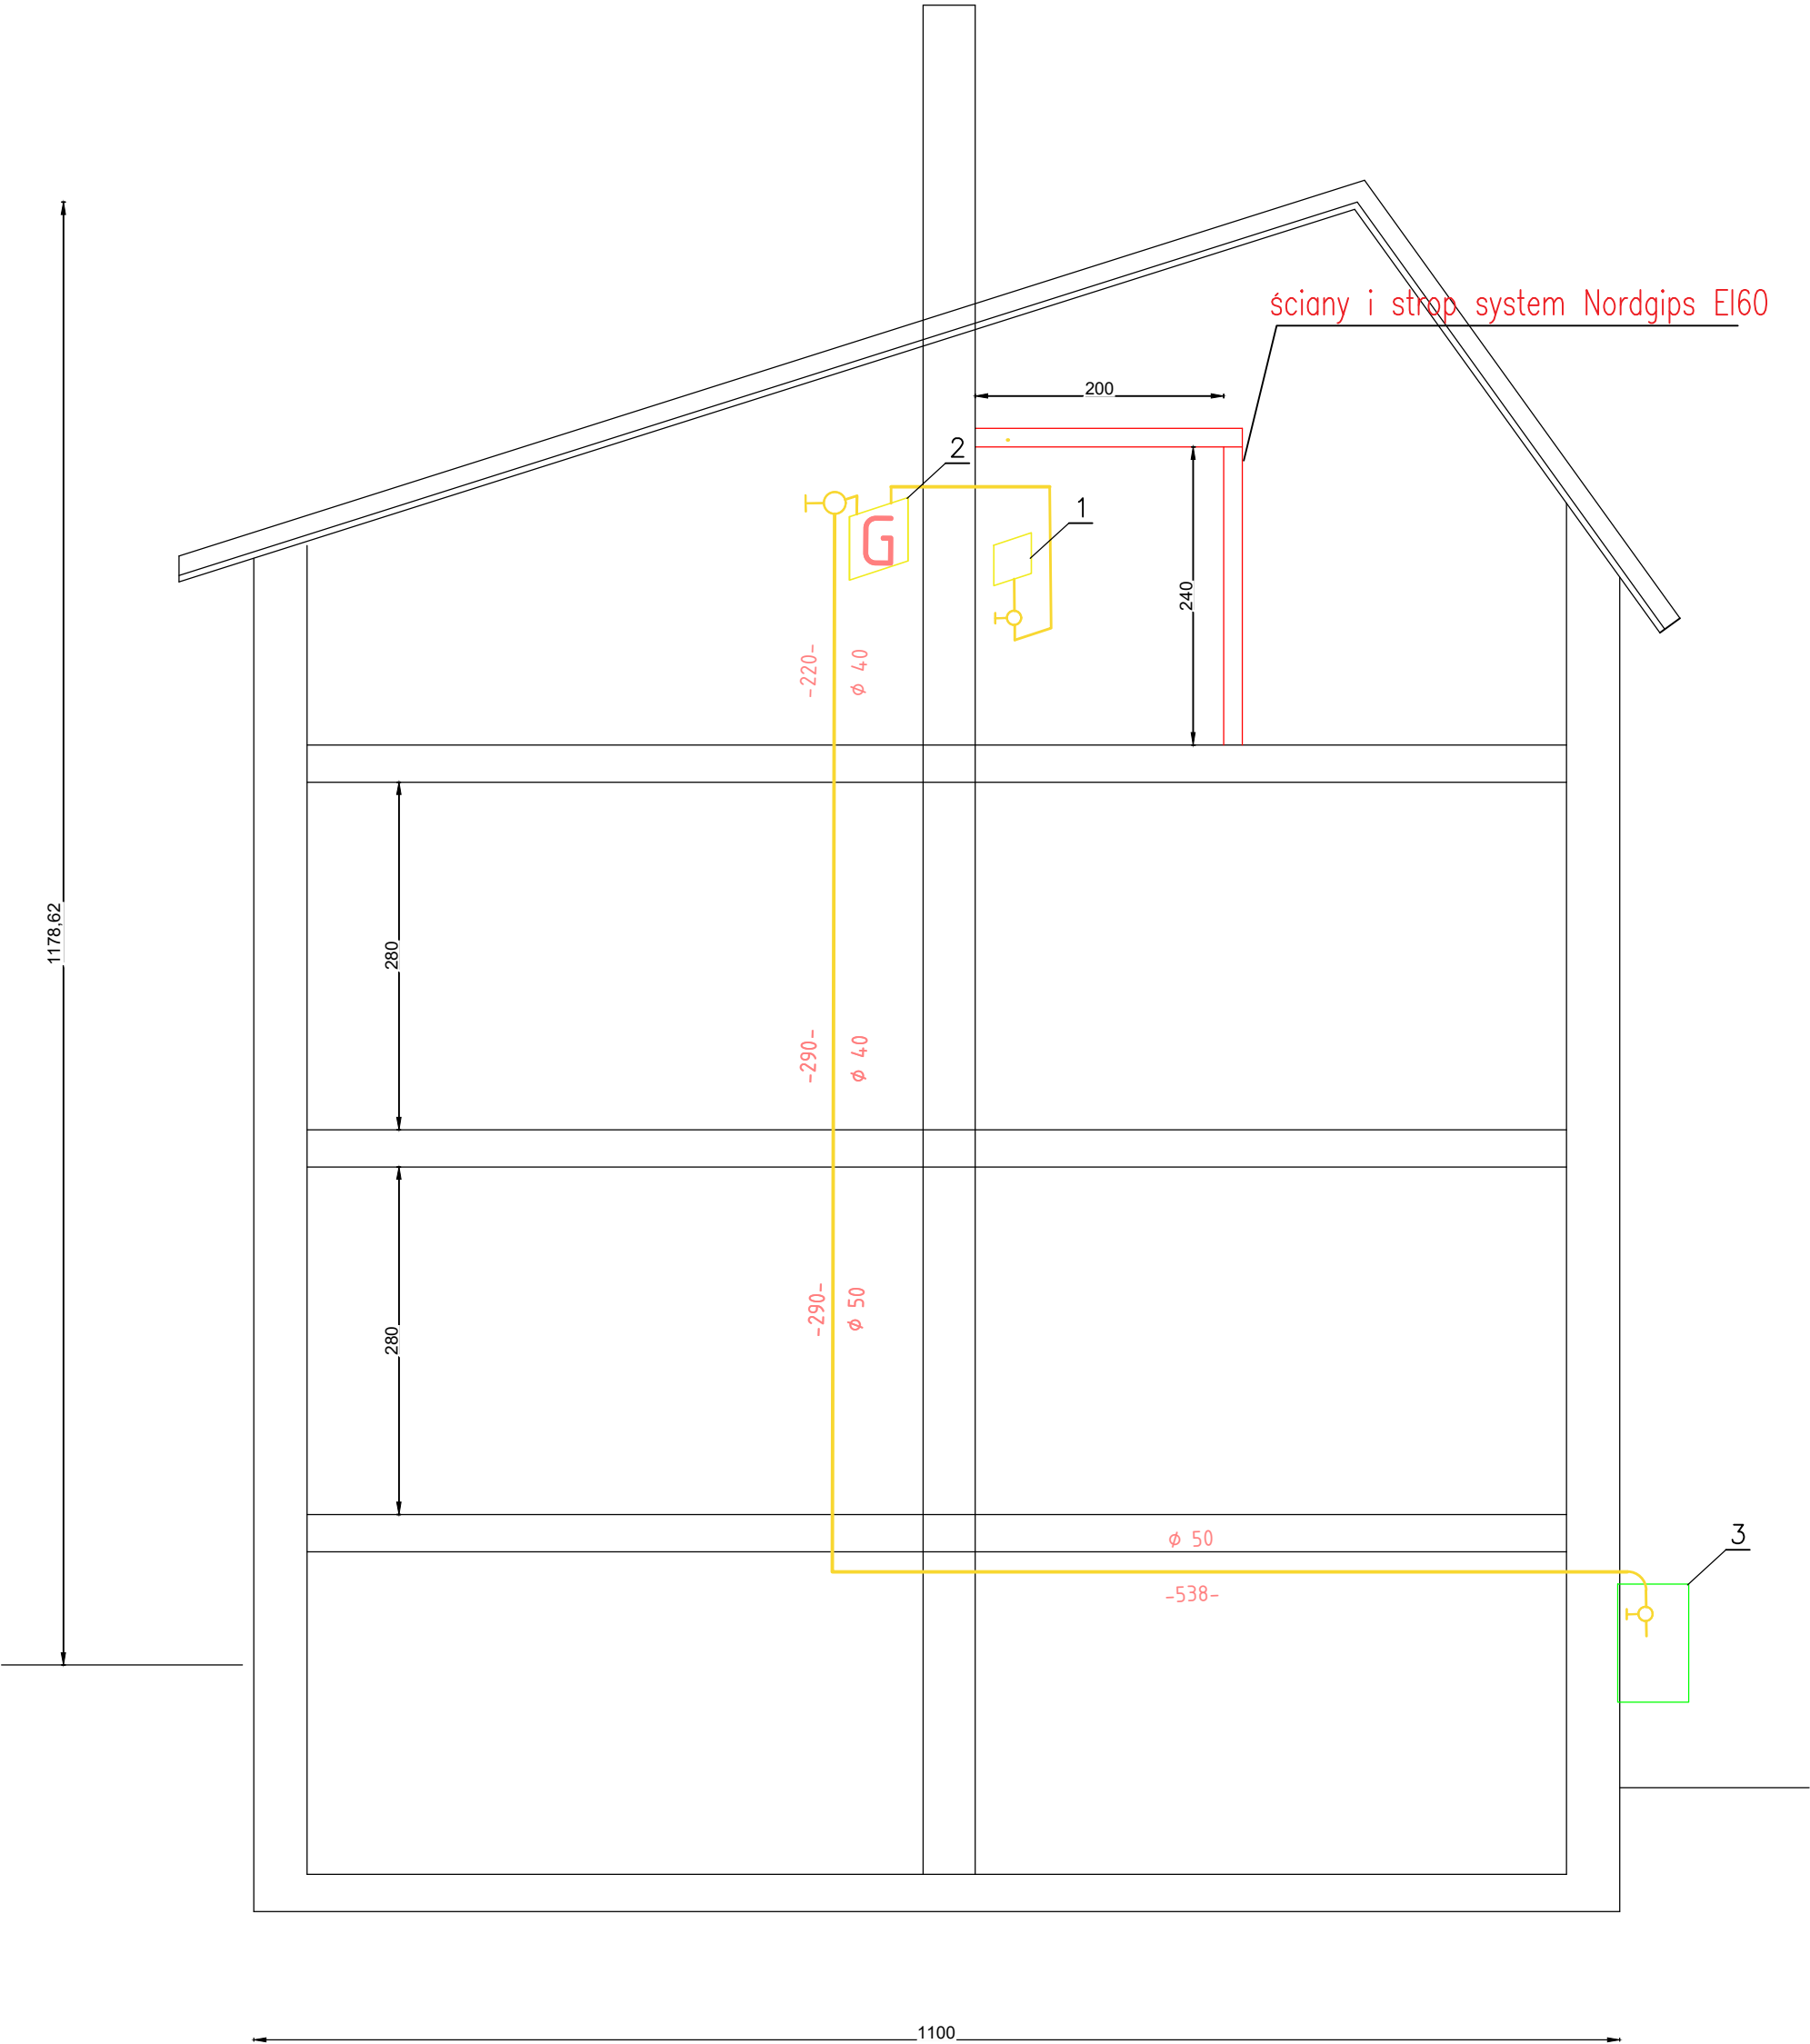 ściany i strop system Nordgips EI60
200
2
1
G
240
-220-
ϕ 40
1178,62
280
-290-
ϕ 40
-290-
ϕ 50
280
ϕ 50
3
-538-
1100